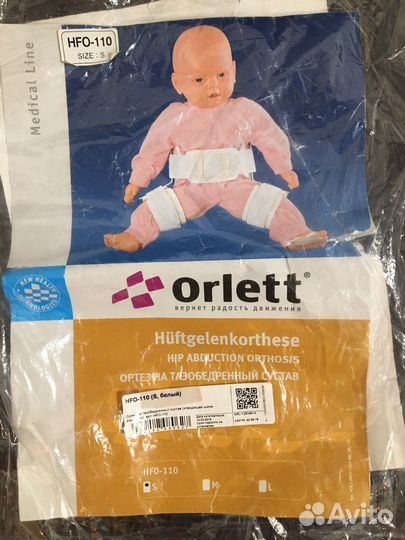 HFO-110
SIZE : S
Medical Line
NEW HEALTH
TECHNOLOGIES
orlett®
вернет радость движения
Hüftgelenkorthese
HIP ABDUCTION ORTHOSIS
ОРТЕЗ НА ТАЗОБЕДРЕННЫЙ СУСТАВ
HFO-110 (S, белый)
HFO-110
S M L
Avito